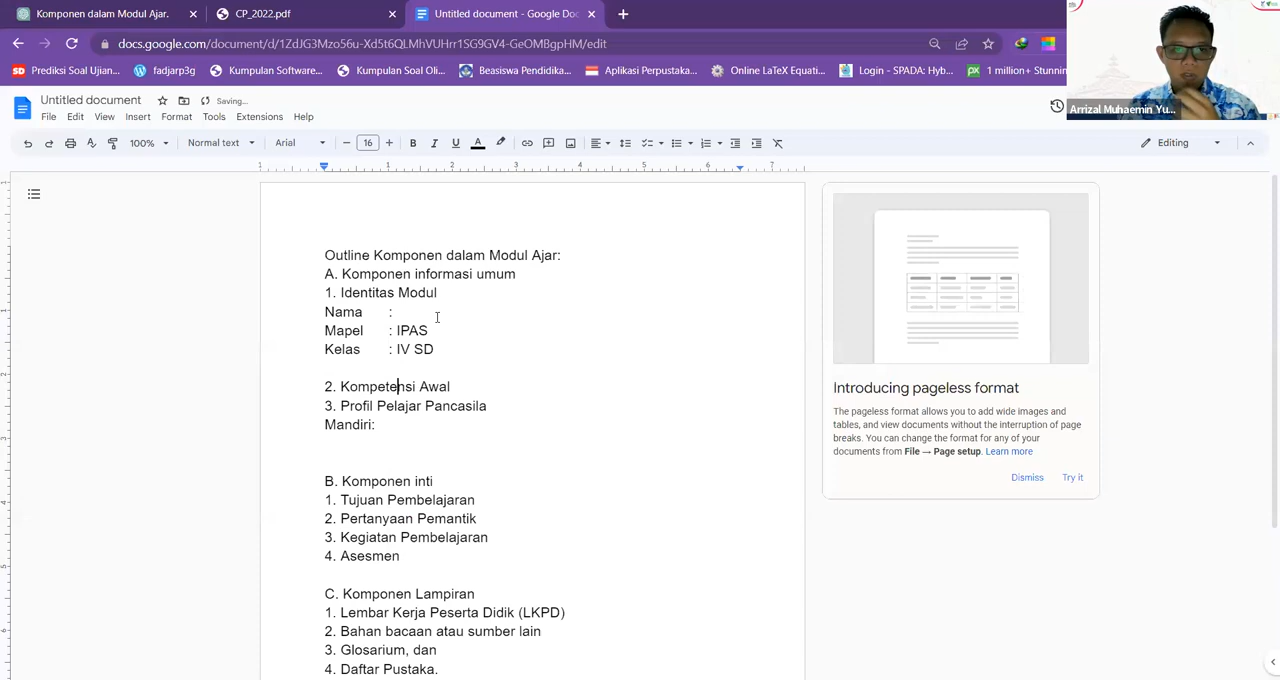 Komponen dalam Modul Ajar.
CP_2022.pdf
Untitled document - Google Doc
docs.google.com/document/d/1ZdJG3Mzo56u-Xd5t6QLMhVUHrr1SG9GV4-GeOMBgpHM/edit
Prediksi Soal Ujian... fadjarp3g Kumpulan Software... Kumpulan Soal Oli... Beasiswa Pendidika... Aplikasi Perpustaka... Online LaTeX Equati... Login - SPADA: Hyb... 1 million+ Stunnin
Arrizal Muhaemin Yu...
Untitled document Saving...
File Edit View Insert Format Tools Extensions Help
100% Normal text Arial 16 Editing
Outline Komponen dalam Modul Ajar:
A. Komponen informasi umum
1. Identitas Modul
Nama :
Mapel : IPAS
Kelas : IV SD
2. Kompetensi Awal
3. Profil Pelajar Pancasila
Mandiri:
B. Komponen inti
1. Tujuan Pembelajaran
2. Pertanyaan Pemantik
3. Kegiatan Pembelajaran
4. Asesmen
C. Komponen Lampiran
1. Lembar Kerja Peserta Didik (LKPD)
2. Bahan bacaan atau sumber lain
3. Glosarium, dan
4. Daftar Pustaka.
Introducing pageless format
The pageless format allows you to add wide images and
tables, and view documents without the interruption of page
breaks. You can change the format for any of your
documents from File → Page setup. Learn more
Dismiss Try it